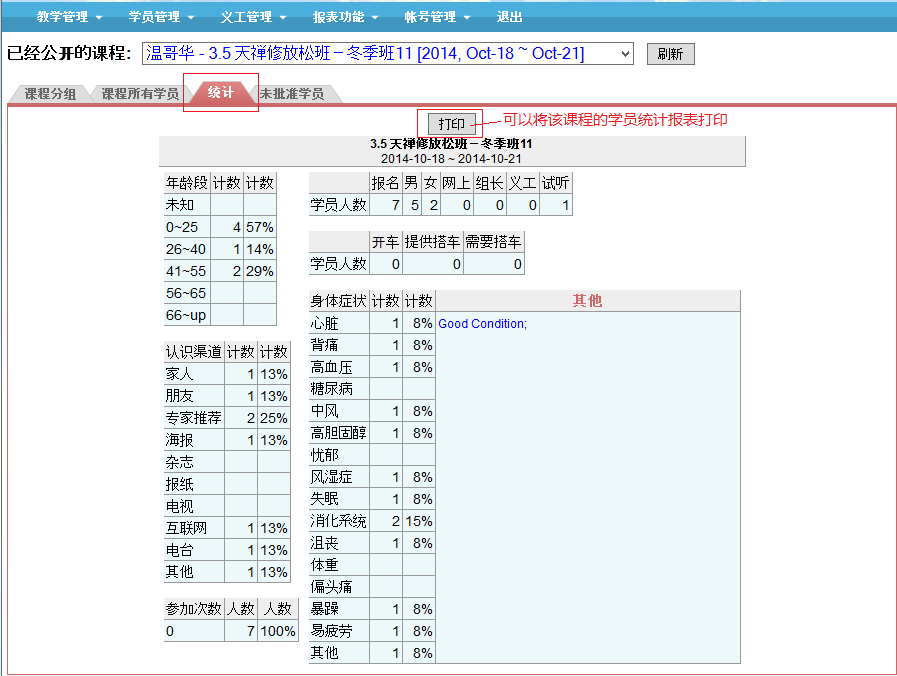 教学管理 学员管理 义工管理 报表功能 帐号管理 退出
已经公开的课程： 温哥华 - 3.5 天禅修放松班－冬季班11 [2014, Oct-18 ~ Oct-21] 刷新
课程分组 课程所有学员 统计 未批准学员
打印 可以将该课程的学员统计报表打印
3.5 天禅修放松班－冬季班11
2014-10-18 ~ 2014-10-21
年龄段 计数 计数
未知
0~25 4 57%
26~40 1 14%
41~55 2 29%
56~65
66~up
认识渠道 计数 计数
家人 1 13%
朋友 1 13%
专家推荐 2 25%
海报 1 13%
杂志
报纸
电视
互联网 1 13%
电台 1 13%
其他 1 13%
参加次数 人数 人数
0 7 100%
报名 男 女 网上 组长 义工 试听
学员人数 7 5 2 0 0 0 1
开车 提供搭车 需要搭车
学员人数 0 0 0
身体症状 计数 计数 其他
心脏 1 8% Good Condition;
背痛 1 8%
高血压 1 8%
糖尿病
中风 1 8%
高胆固醇 1 8%
忧郁
风湿症 1 8%
失眠 1 8%
消化系统 2 15%
沮丧 1 8%
体重
偏头痛
暴躁 1 8%
易疲劳 1 8%
其他 1 8%